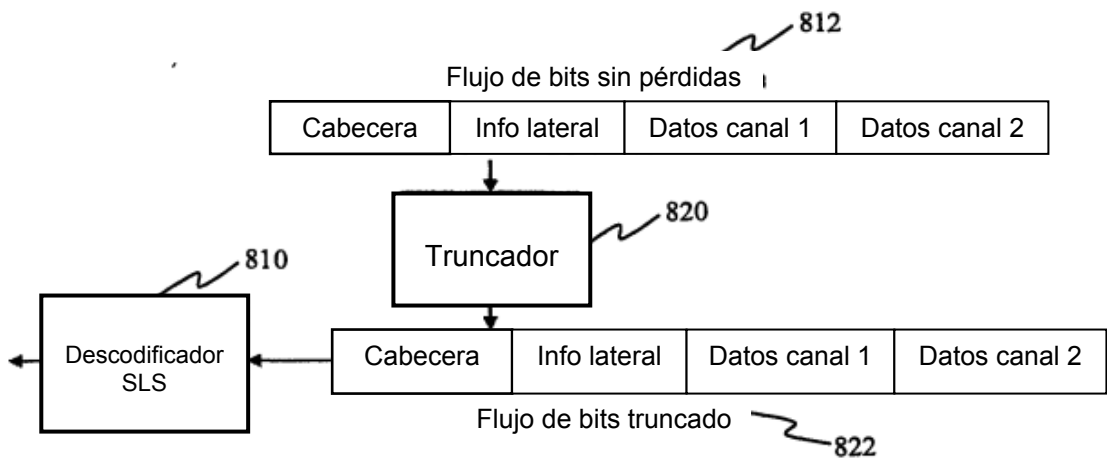 812
Flujo de bits sin pérdidas
Cabecera Info lateral Datos canal 1 Datos canal 2
820
Truncador
810
Descodificador
SLS
Cabecera Info lateral Datos canal 1 Datos canal 2
Flujo de bits truncado
822